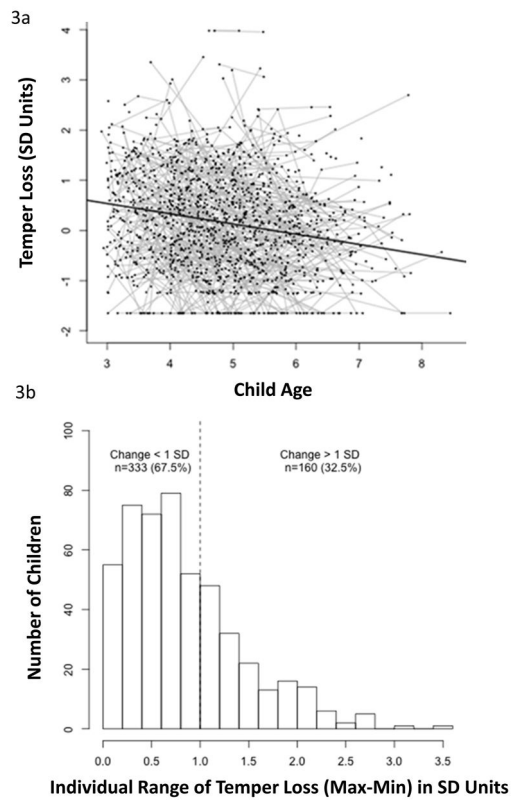 3a
4
3
2
1
0
-1
-2
Temper Loss (SD Units)
3 4 5 6 7 8
Child Age
3b
100
80
60
40
20
0
Number of Children
Change < 1 SD
n=333 (67.5%)
Change > 1 SD
n=160 (32.5%)
0.0 0.5 1.0 1.5 2.0 2.5 3.0 3.5
Individual Range of Temper Loss (Max-Min) in SD Units